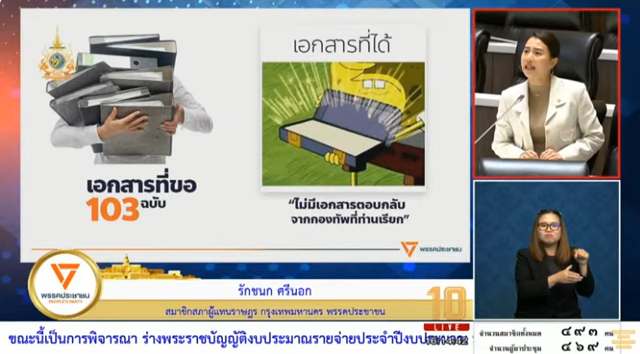 เอกสารที่ขอ
103 ฉบับ
เอกสารที่ได้
“ไม่มีเอกสารตอบกลับ
จากกองทัพที่ท่านเรียก”
พรรคประชาชน
พรรคประชาชน
PEOPLE'S PARTY
รักชนก ศรีนอก
สมาชิกสภาผู้แทนราษฎร กรุงเทพมหานคร พรรคประชาชน
10
LIVE
ขณะนี้เป็นการพิจารณา ร่างพระราชบัญญัติงบประมาณรายจ่ายประจำปีงบประมาณ
จำนวนสมาชิกทั้งหมด ๔๙๓ คน
จำนวนผู้มาประชุม ๔๖๙ คน